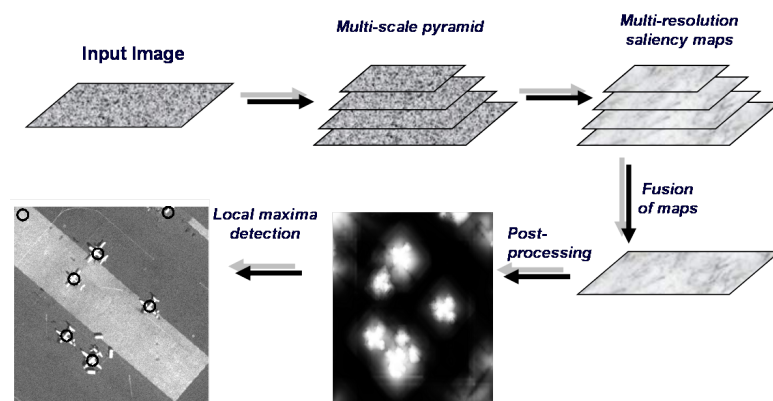 Input Image
Multi-scale pyramid
Multi-resolution
saliency maps
Fusion
of maps
Post-
processing
Local maxima
detection